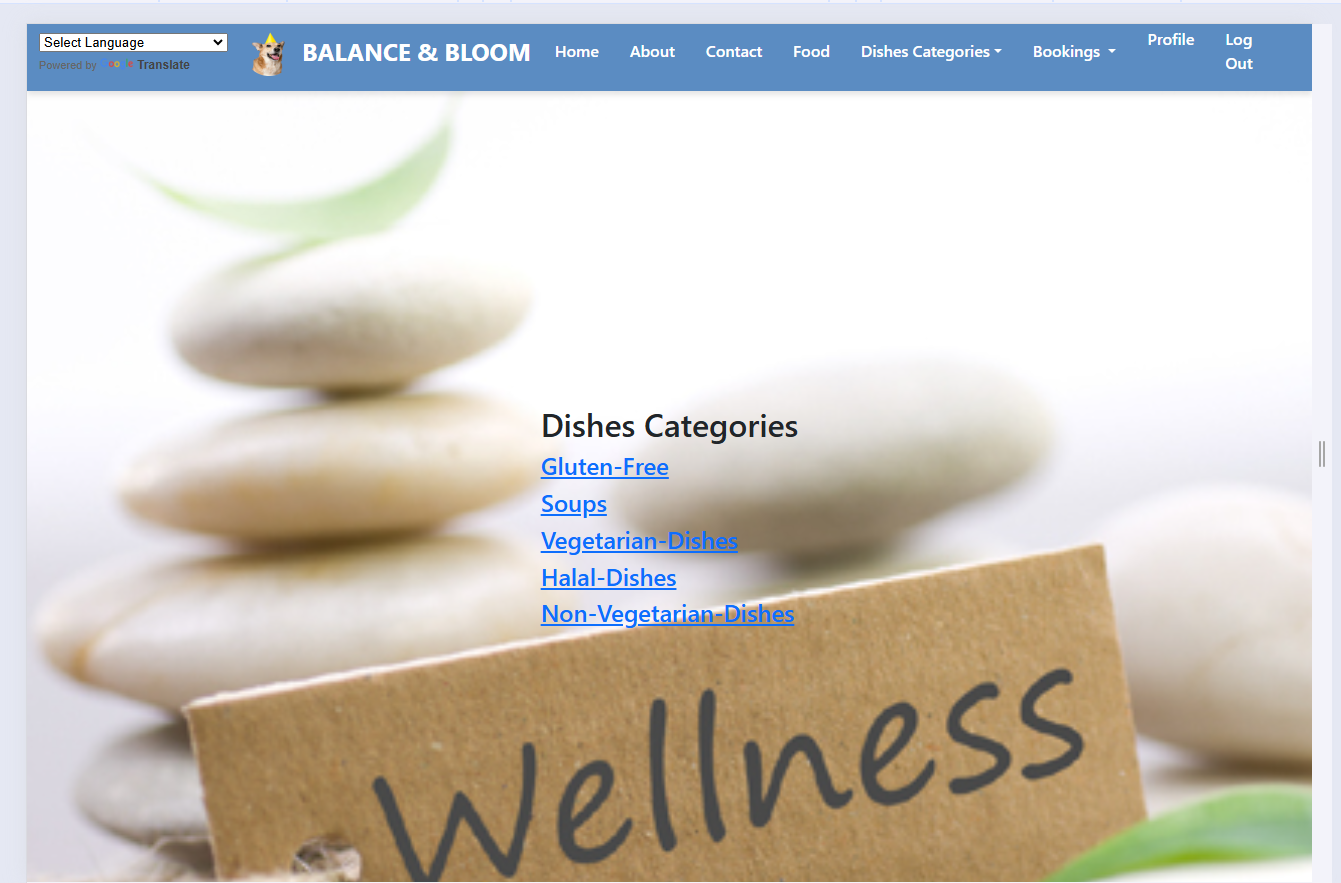 Select Language
Powered by Google Translate
BALANCE & BLOOM
Home
About
Contact
Food
Dishes Categories
Bookings
Profile
Log
Out
Dishes Categories
Gluten-Free
Soups
Vegetarian-Dishes
Halal-Dishes
Non-Vegetarian-Dishes
Wellness